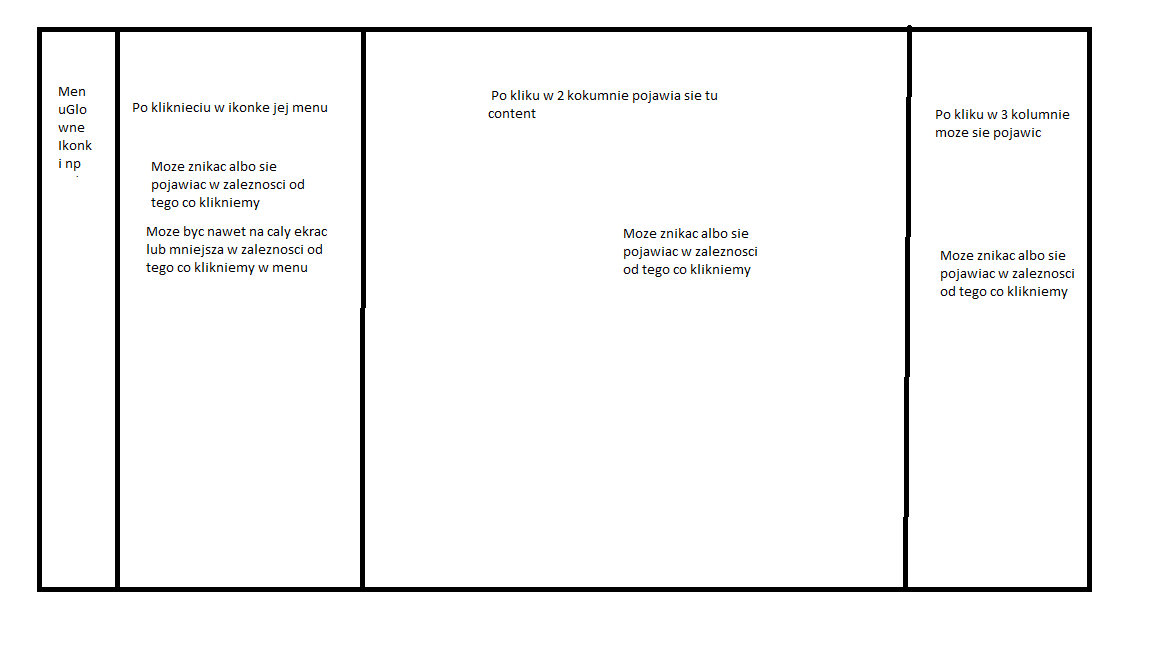 Men
uGlo
wne
Ikonk
i np
Po kliknieciu w ikonke jej menu
Moze znikac albo sie
pojawiac w zaleznosci od
tego co klikniemy
Moze byc nawet na caly ekrac
lub mniejsza w zaleznosci od
tego co klikniemy w menu
Po kliku w 2 kokumnie pojawia sie tu
content
Moze znikac albo sie
pojawiac w zaleznosci
od tego co klikniemy
Po kliku w 3 kolumnie
moze sie pojawic
Moze znikac albo sie
pojawiac w zaleznosci
od tego co klikniemy